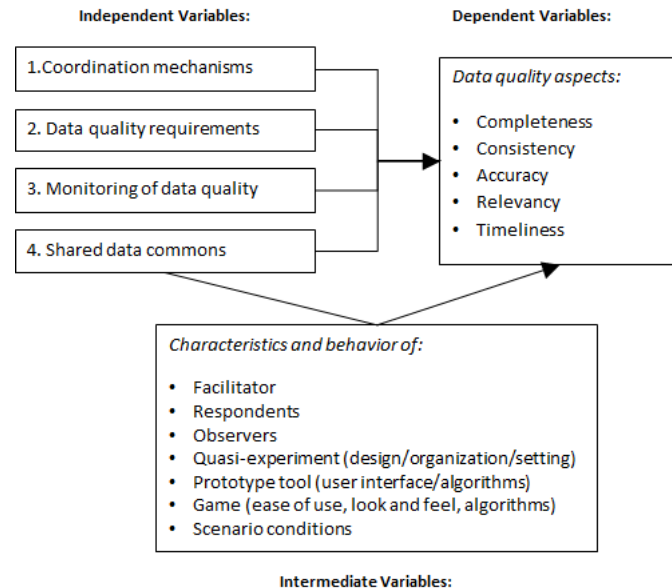 Independent Variables:
Dependent Variables:
1.Coordination mechanisms
2. Data quality requirements
3. Monitoring of data quality
4. Shared data commons
Data quality aspects:
• Completeness
• Consistency
• Accuracy
• Relevancy
• Timeliness
Characteristics and behavior of:
• Facilitator
• Respondents
• Observers
• Quasi-experiment (design/organization/setting)
• Prototype tool (user interface/algorithms)
• Game (ease of use, look and feel, algorithms)
• Scenario conditions
Intermediate Variables: